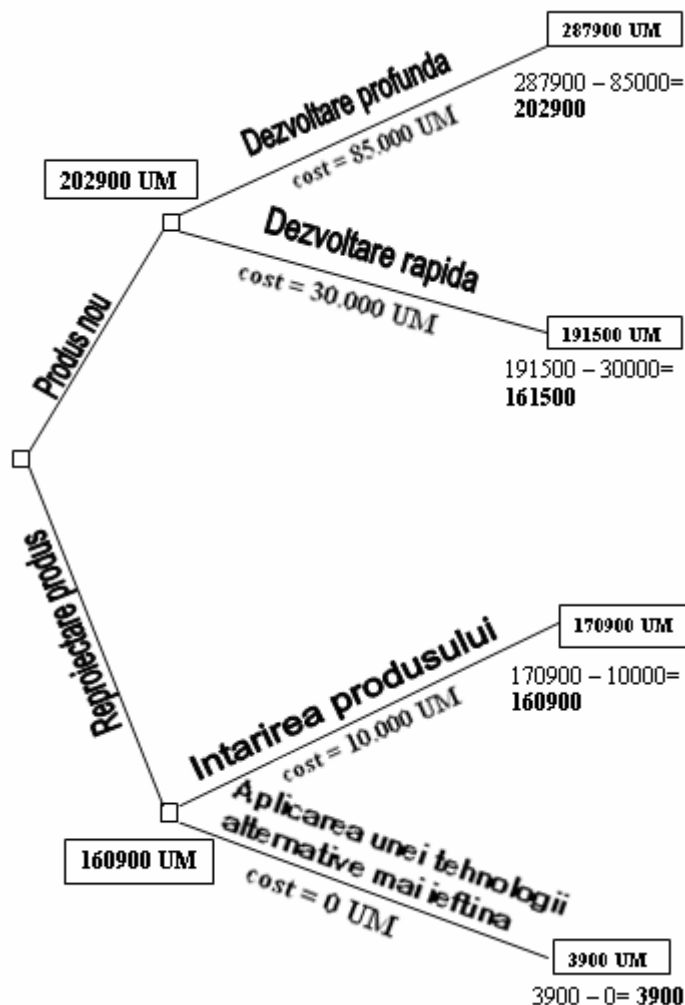 287900 UM
Dezvoltare profunda
cost = 85.000 UM
287900 – 85000=
202900
202900 UM
Dezvoltare rapida
cost = 30.000 UM
191500 UM
191500 – 30000=
161500
Produs nou
Reproiectare produs
Intarirea produsului
cost = 10.000 UM
170900 UM
170900 – 10000=
160900
Aplicarea unei tehnologii
alternative mai ieftina
cost = 0 UM
160900 UM
3900 UM
3900 – 0= 3900